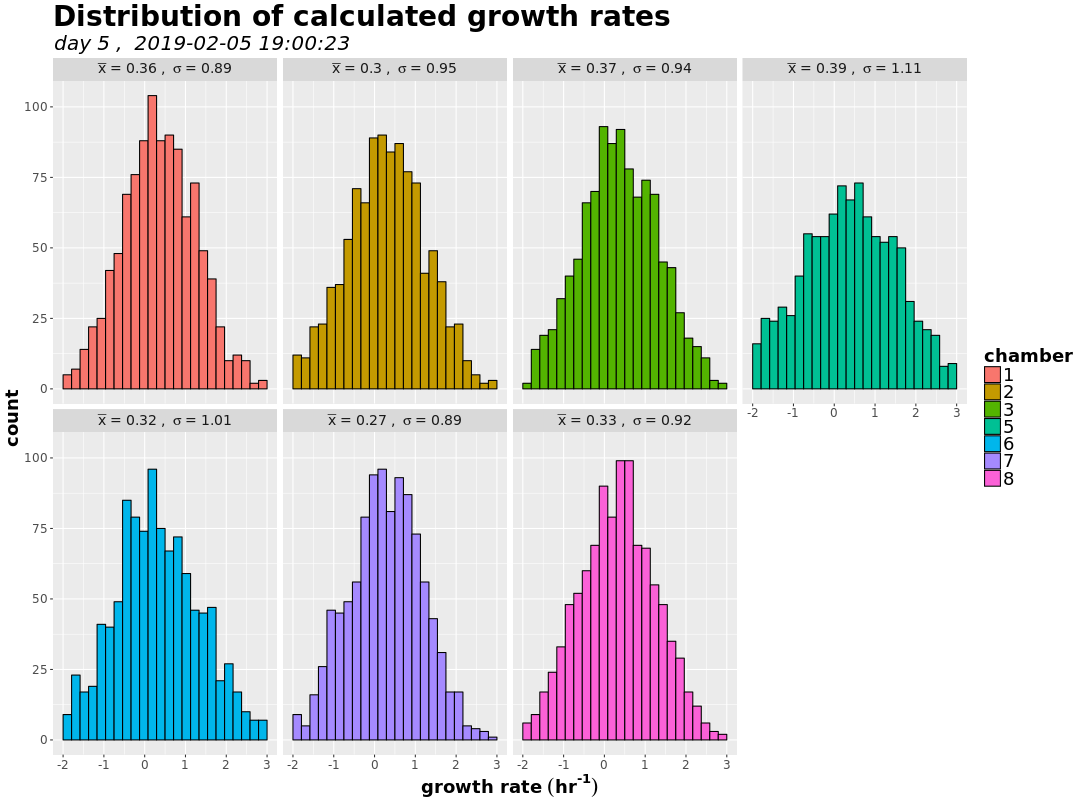 Distribution of calculated growth rates
day 5 ,  2019-02-05 19:00:23
x̅ = 0.36 ,  σ = 0.89
x̅ = 0.3 ,  σ = 0.95
x̅ = 0.37 ,  σ = 0.94
x̅ = 0.39 ,  σ = 1.11
100
75
50
25
0
-2 -1 0 1 2 3
x̅ = 0.32 ,  σ = 1.01
x̅ = 0.27 ,  σ = 0.89
x̅ = 0.33 ,  σ = 0.92
100
75
50
25
0
-2 -1 0 1 2 3
-2 -1 0 1 2 3
-2 -1 0 1 2 3
count
growth rate (hr⁻¹)
chamber
1
2
3
5
6
7
8